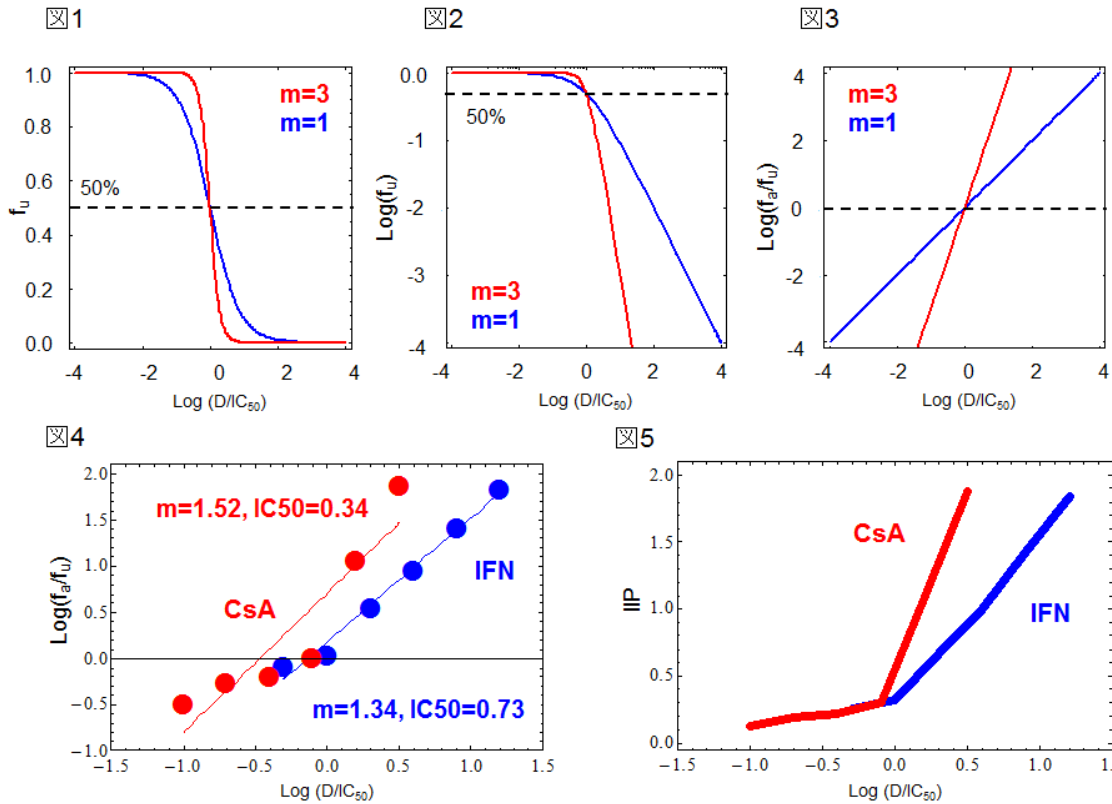 図1
図2
図3
1.0
0.8
0.6
0.4
0.2
0.0
fu
50%
m=3
m=1
-4
-2
0
2
4
Log (D/IC50)
0.0
-1
-2
-3
-4
Log(fu)
50%
m=3
m=1
-4
-2
0
2
4
Log (D/IC50)
4
2
0
-2
-4
Log(fa/fu)
m=3
m=1
-4
-2
0
2
4
Log (D/IC50)
図4
図5
2.0
1.5
1.0
0.5
0.0
−0.5
−1.0
Log(fa/fu)
m=1.52, IC50=0.34
IFN
CsA
m=1.34, IC50=0.73
−1.5
−1.0
−0.5
0.0
0.5
1.0
1.5
Log (D/IC50)
2.0
1.5
1.0
0.5
0.0
IIP
CsA
IFN
−1.5
−1.0
−0.5
0.0
0.5
1.0
Log (D/IC50)